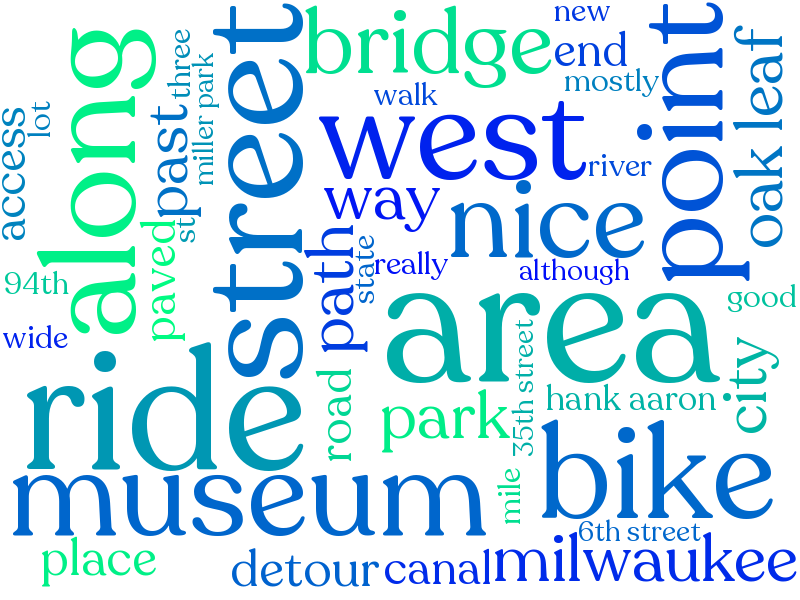 new
bridge
end
mostly
street
point
oak leaf
along
three
miller park
past
st
access
lot
walk
west
river
way
nice
path
state
really
although
good
94th
paved
wide
area
ride
road
park
35th street
hank aaron
city
bike
museum
mile
6th street
place
detour
canal
milwaukee